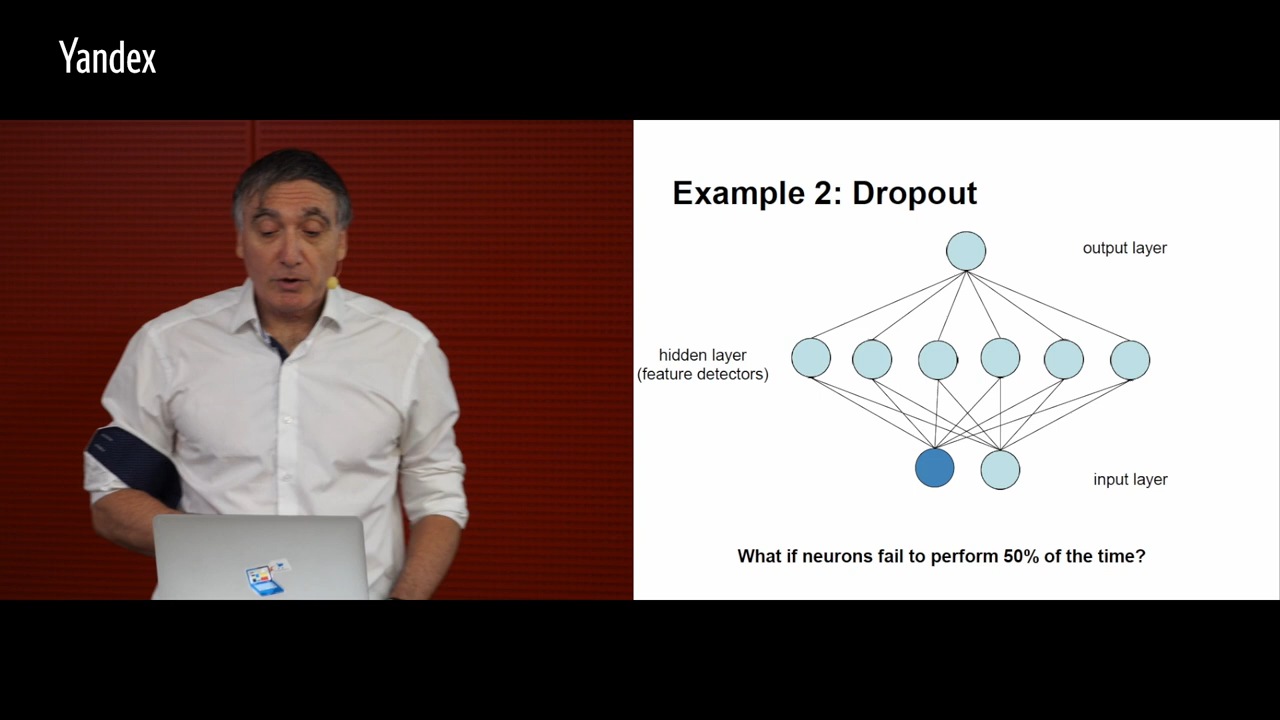 Yandex
Example 2: Dropout
output layer
hidden layer
(feature detectors)
input layer
What if neurons fail to perform 50% of the time?